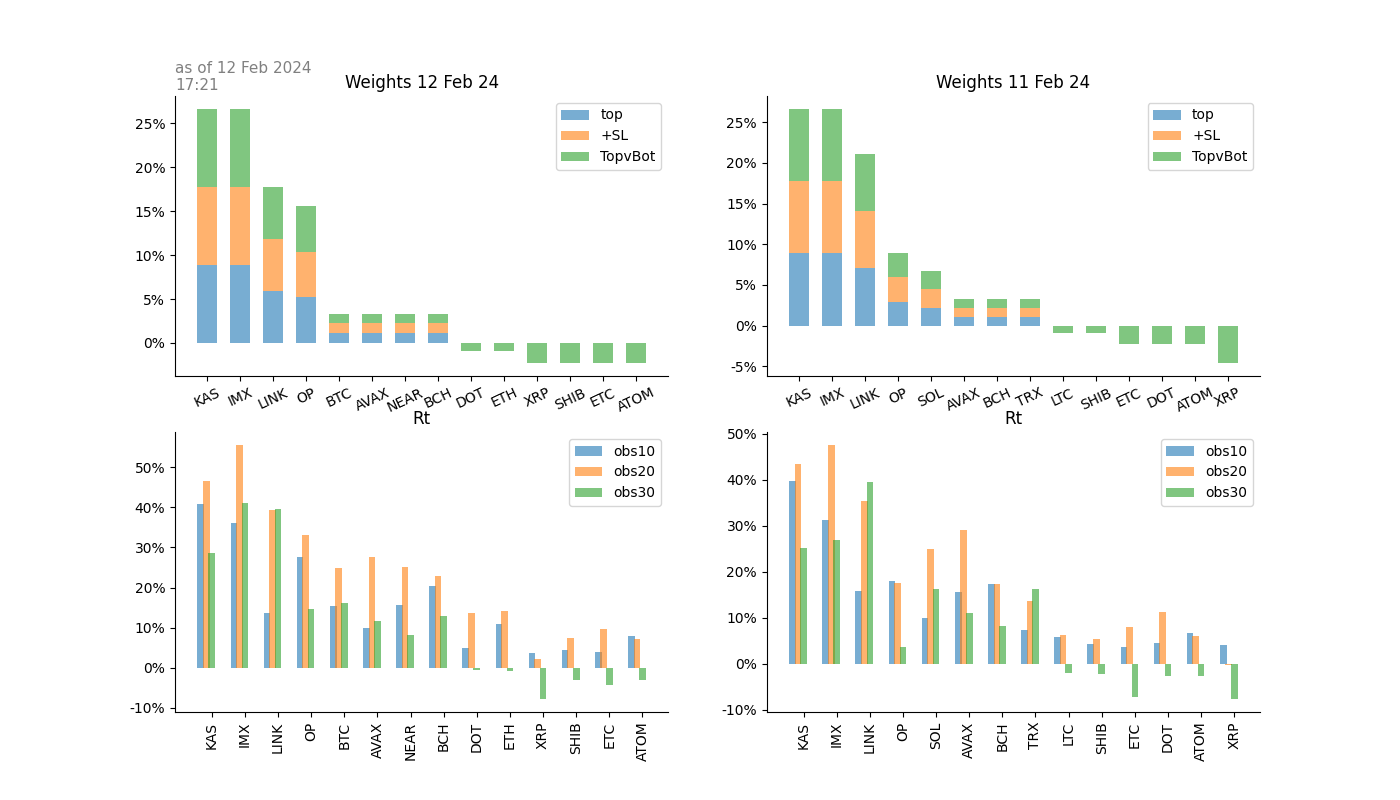 as of 12 Feb 2024
17:21
Weights 12 Feb 24
25%
20%
15%
10%
5%
0%
top
+SL
TopvBot
KAS IMX LINK OP BTC AVAX NEAR BCH DOT ETH XRP SHIB ETC ATOM
Weights 11 Feb 24
25%
20%
15%
10%
5%
0%
-5%
top
+SL
TopvBot
KAS IMX LINK OP SOL AVAX BCH TRX LTC SHIB ETC DOT ATOM XRP
Rt
50%
40%
30%
20%
10%
0%
-10%
obs10
obs20
obs30
KAS IMX LINK OP BTC AVAX NEAR BCH DOT ETH XRP SHIB ETC ATOM
Rt
50%
40%
30%
20%
10%
0%
-10%
obs10
obs20
obs30
KAS IMX LINK OP SOL AVAX BCH TRX LTC SHIB ETC DOT ATOM XRP